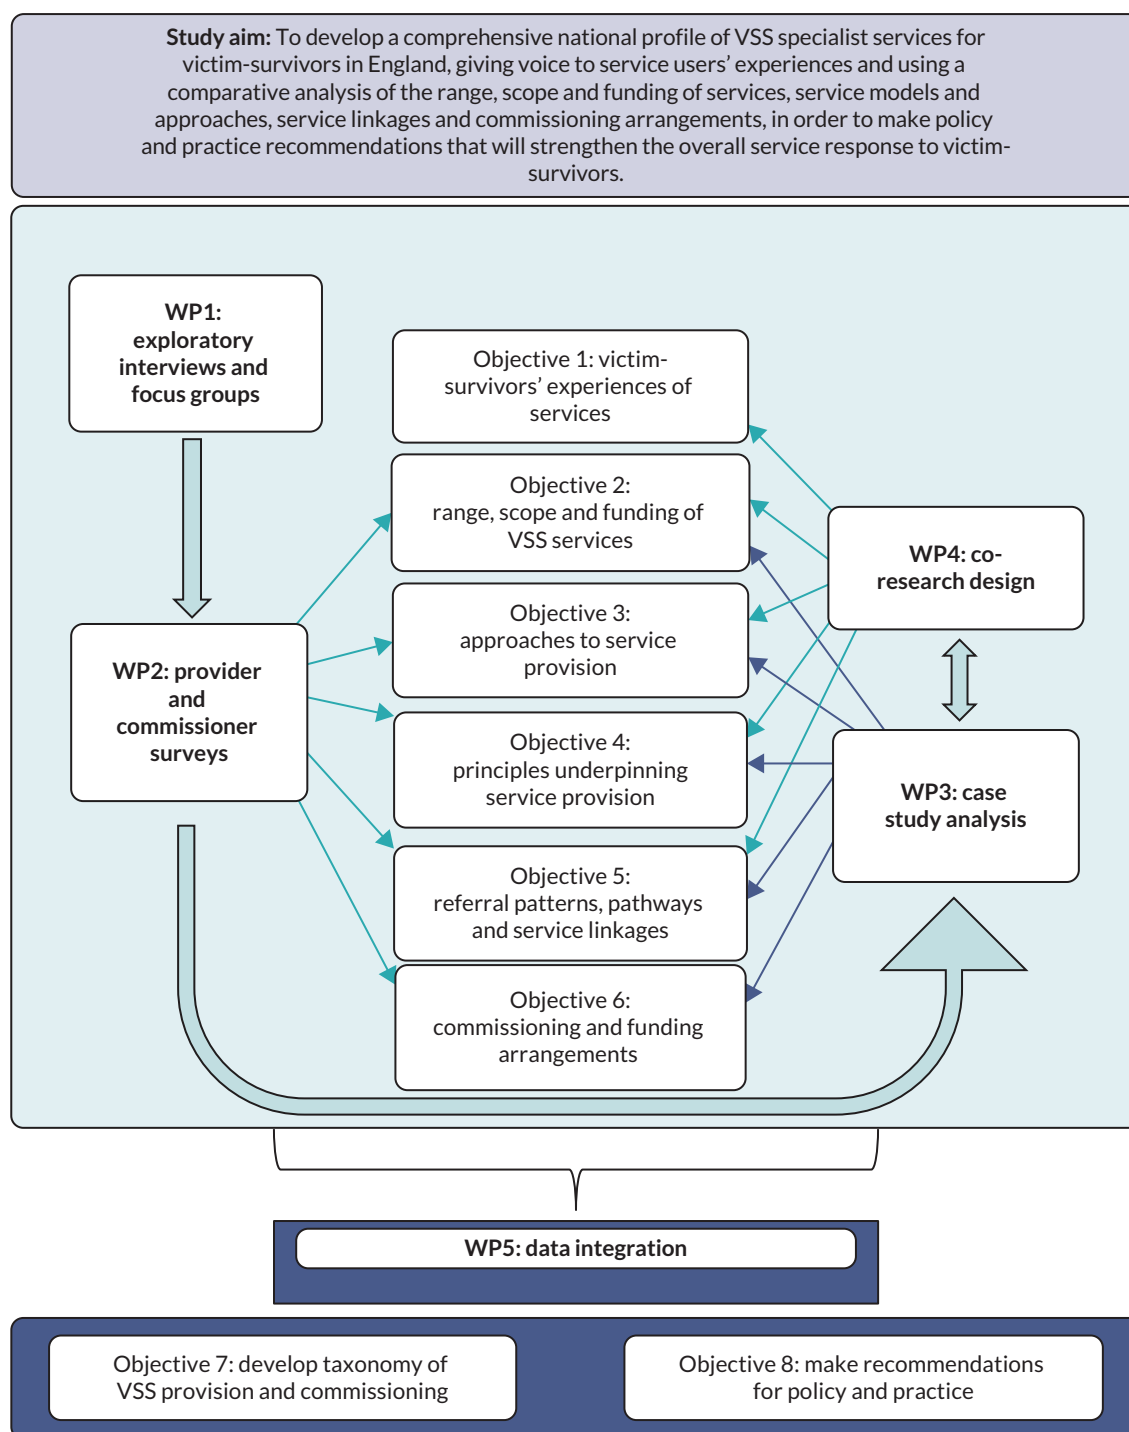 Study aim: To develop a comprehensive national profile of VSS specialist services for
victim-survivors in England, giving voice to service users’ experiences and using a
comparative analysis of the range, scope and funding of services, service models and
approaches, service linkages and commissioning arrangements, in order to make policy
and practice recommendations that will strengthen the overall service response to victim-
survivors.
WP1:
exploratory
interviews and
focus groups
Objective 1: victim-
survivors’ experiences of
services
Objective 2:
range, scope and funding of
VSS services
WP4: co-
research design
Objective 3:
approaches to service
provision
WP2: provider
and
commissioner
surveys
Objective 4:
principles underpinning
service provision
WP3: case
study analysis
Objective 5:
referral patterns, pathways
and service linkages
Objective 6:
commissioning and funding
arrangements
WP5: data integration
Objective 7: develop taxonomy of
VSS provision and commissioning
Objective 8: make recommendations
for policy and practice